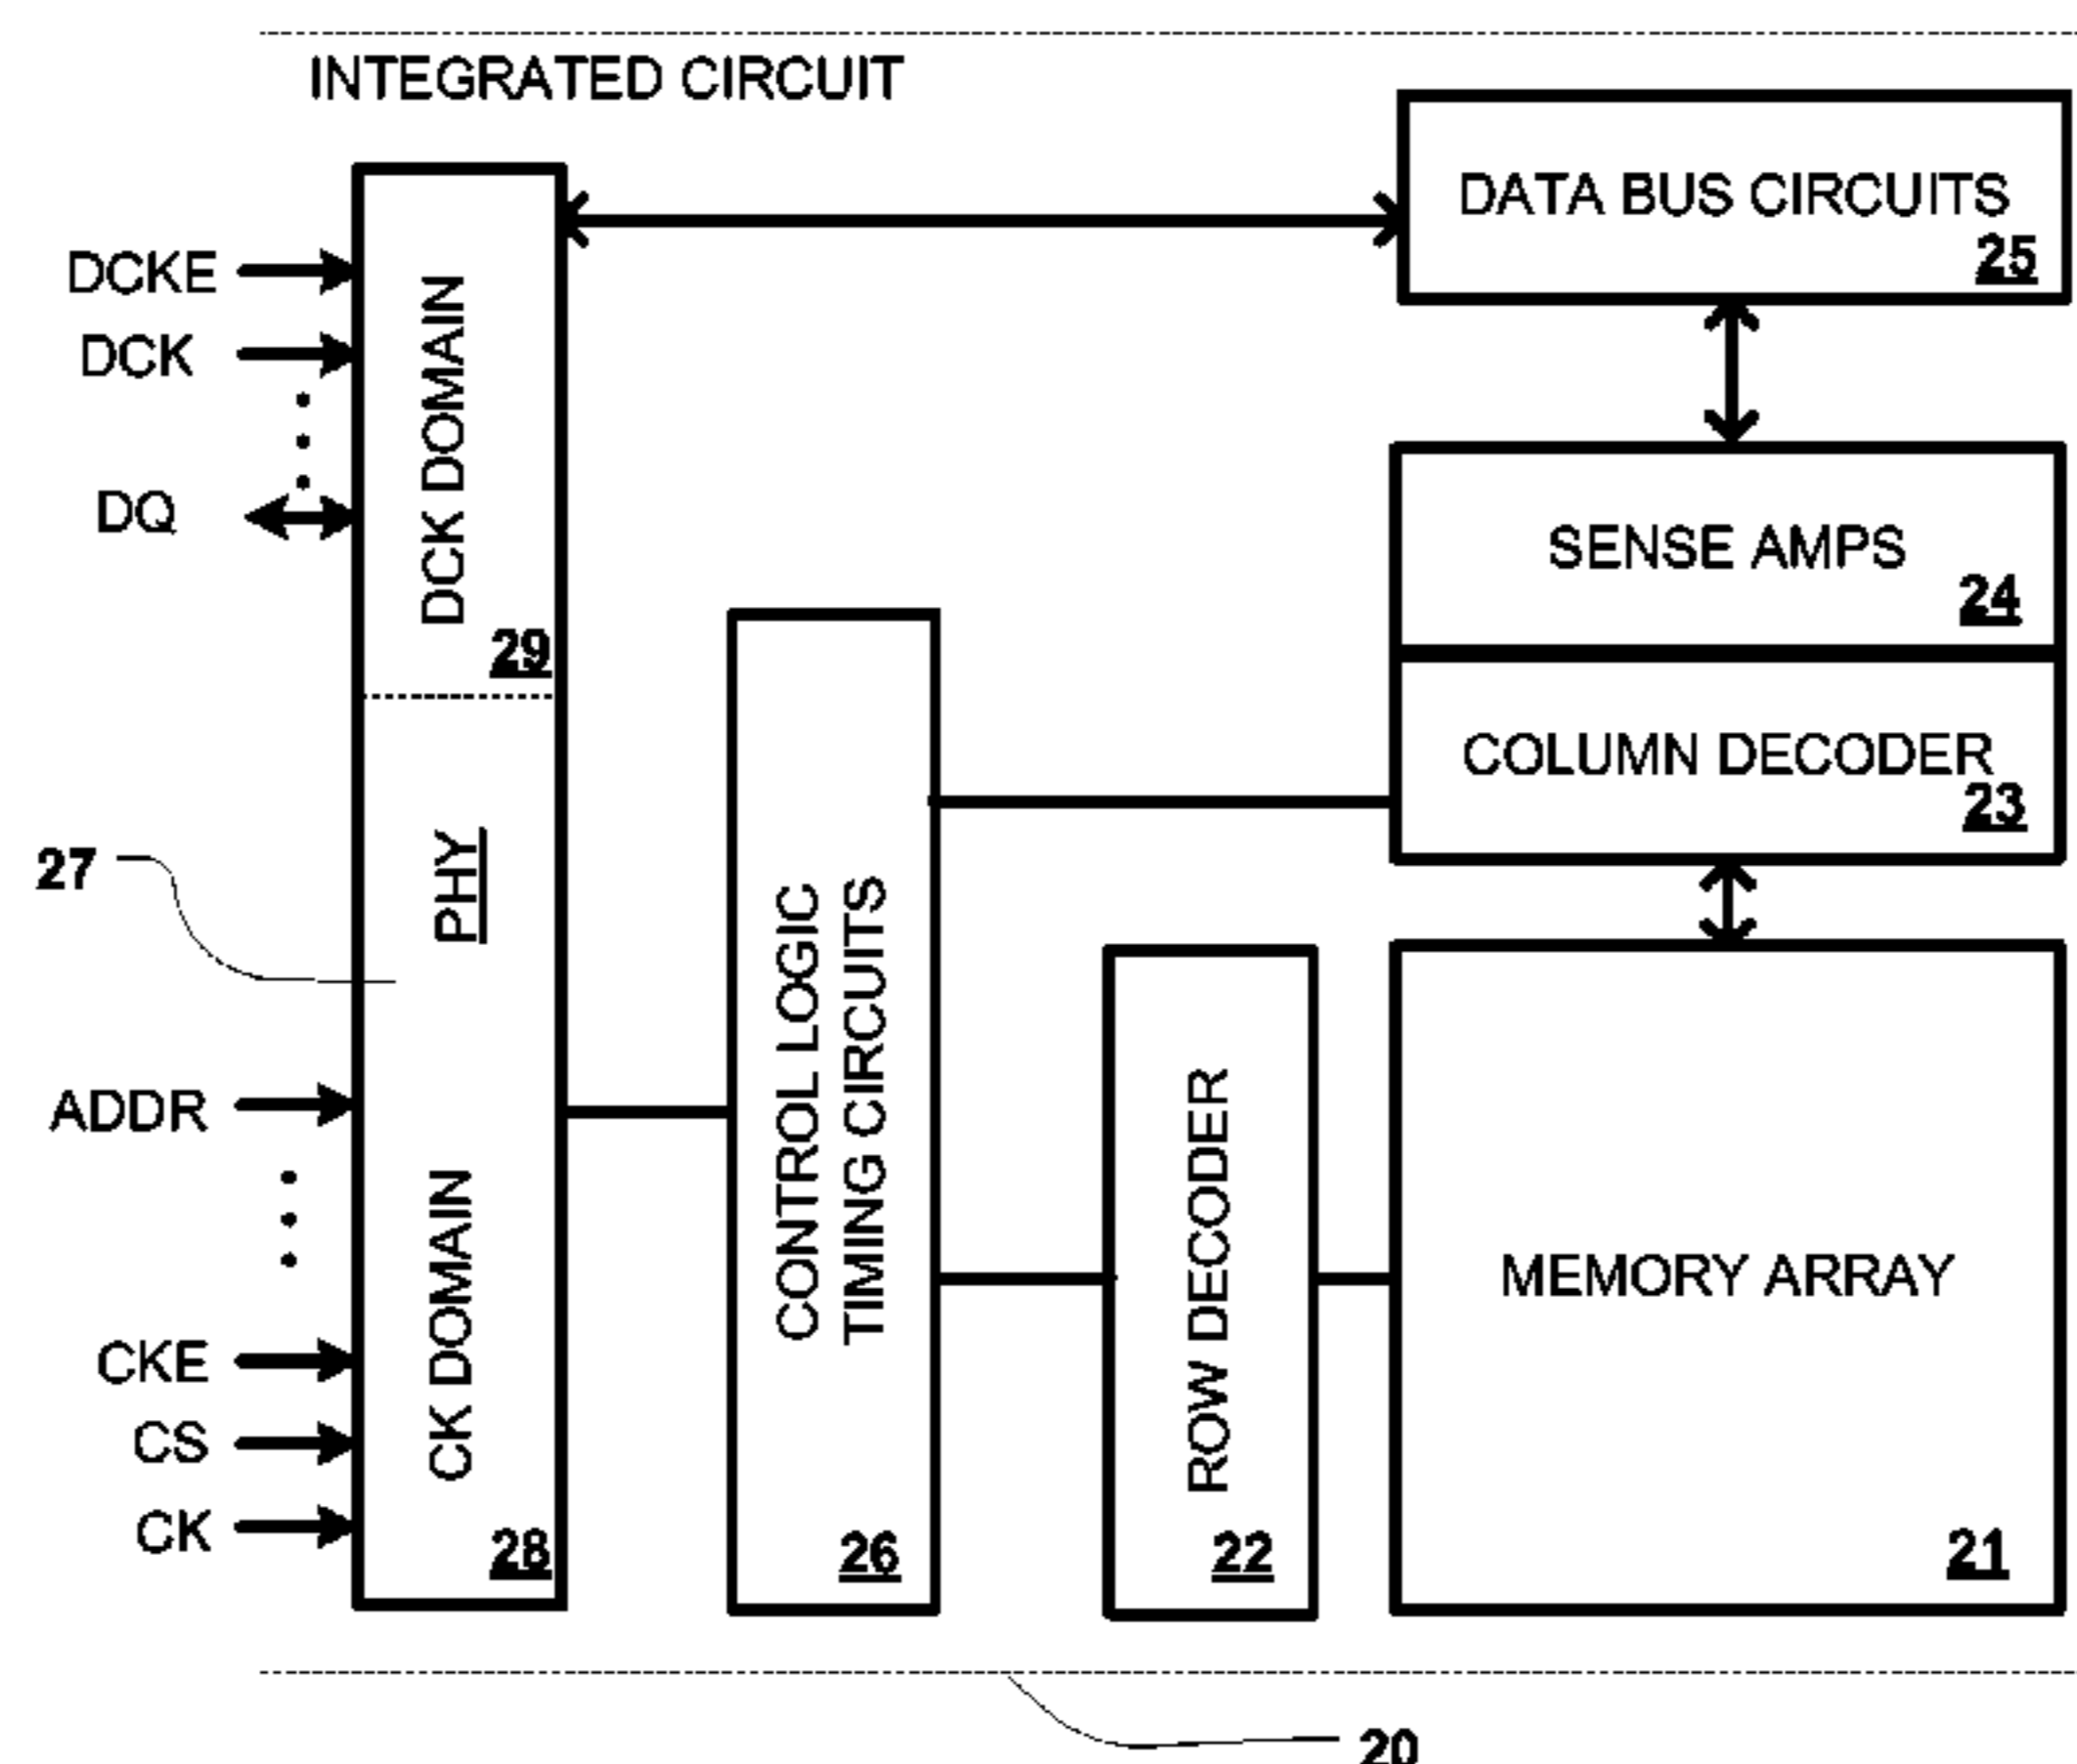 INTEGRATED CIRCUIT
DATA BUS CIRCUITS
25
DCKE
DCK
DQ
DCK DOMAIN
29
SENSE AMPS
24
COLUMN DECODER
23
27
PHY
ADDR
CKE
CS
CK
CK DOMAIN
28
CONTROL LOGIC
TIMING CIRCUITS
26
ROW DECODER
22
MEMORY ARRAY
21
20